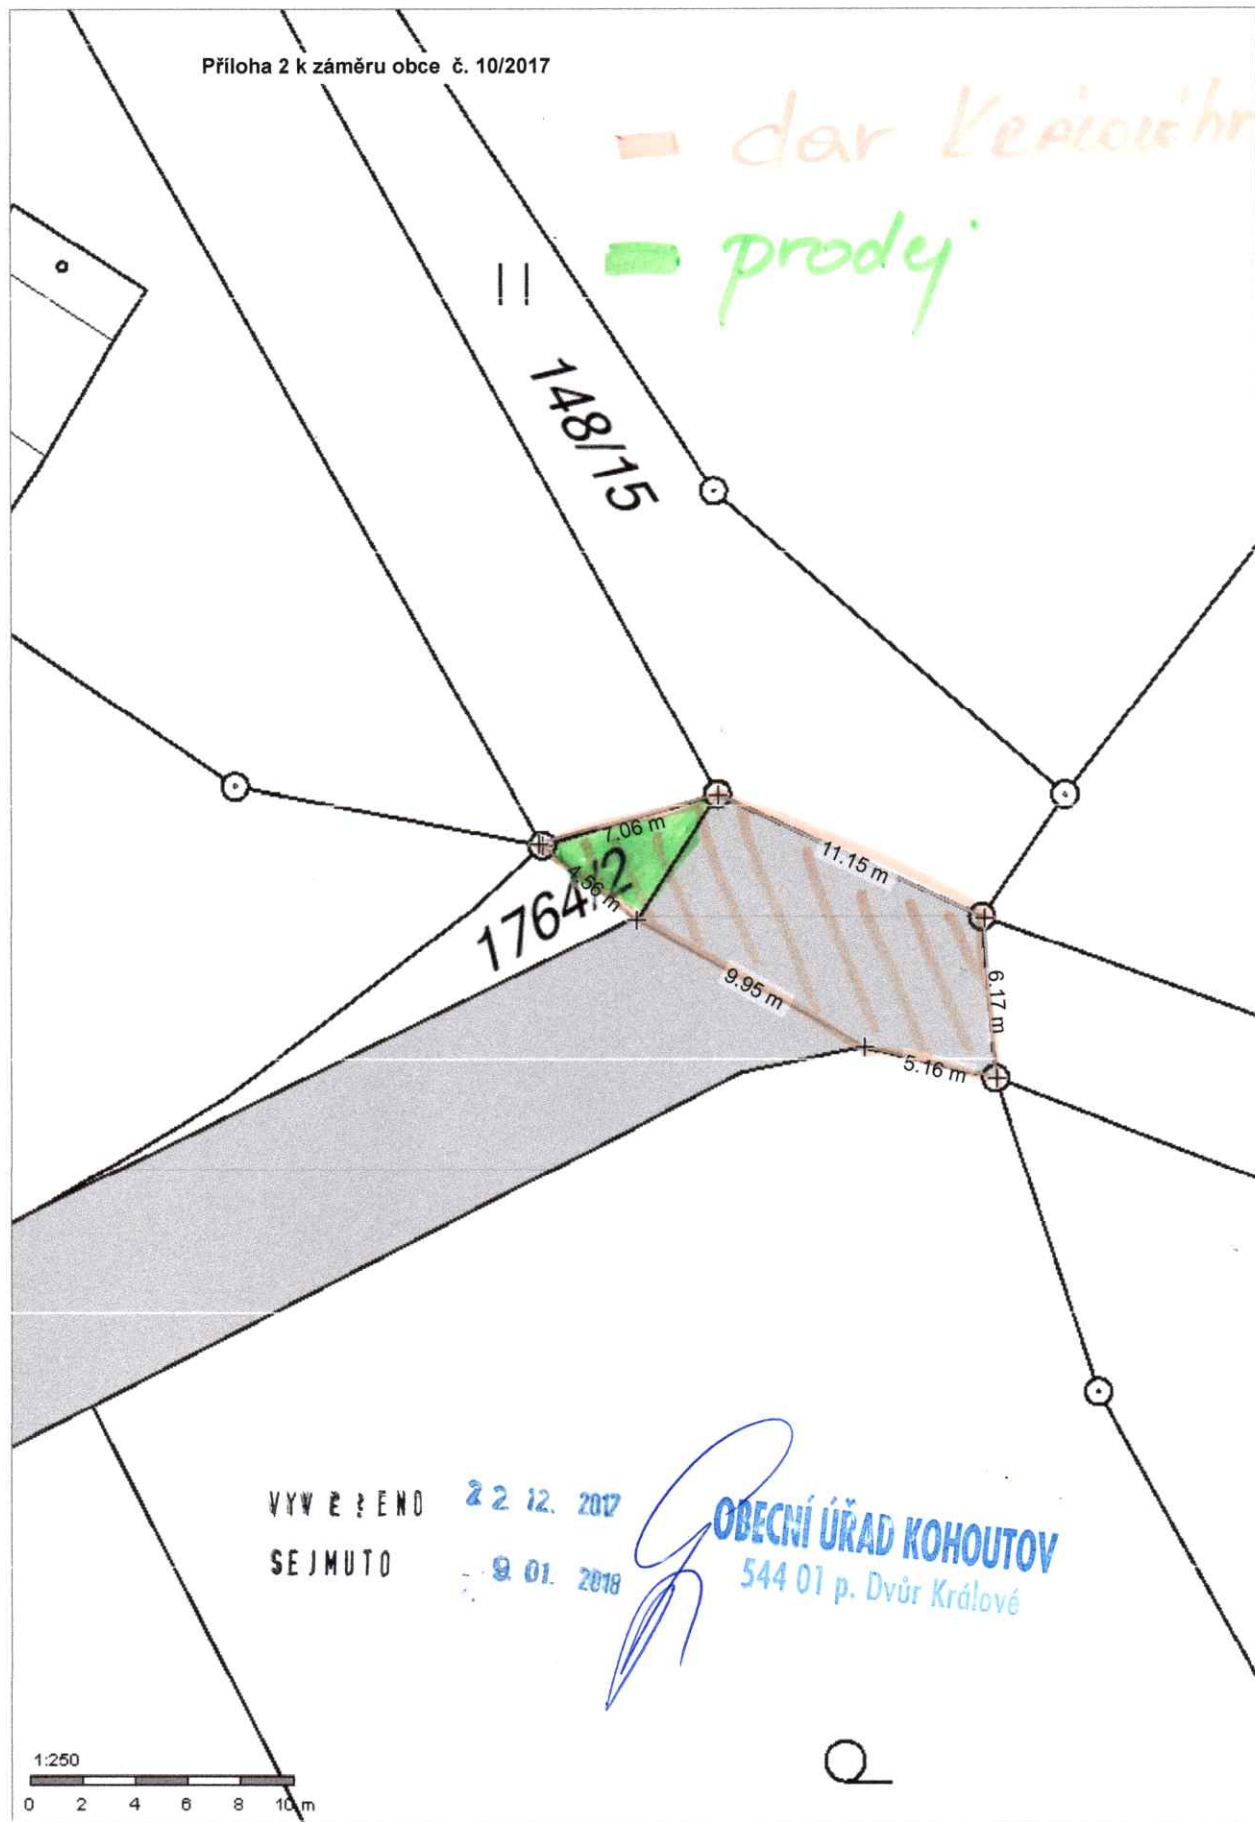 Příloha 2 k záměru obce č. 10/2017
dar
prodej
148/15
7.06 m
11.15 m
4.56 m
1764/2
9.95 m
6.17 m
5.16 m
VYVĚŠENO 22 12. 2017
SEJMUTO - 9. 01. 2018
OBECNÍ ÚŘAD KOHOUTOV
544 01 p. Dvůr Králové
1:250
0 2 4 6 8 10 m